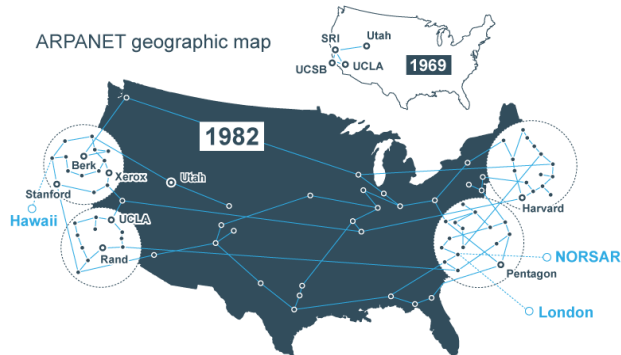 ARPANET geographic map
SRI
Utah
UCSB
UCLA
1969
1982
Berk
Xerox
Utah
Stanford
Hawaii
UCLA
Rand
Harvard
Pentagon
NORSAR
London